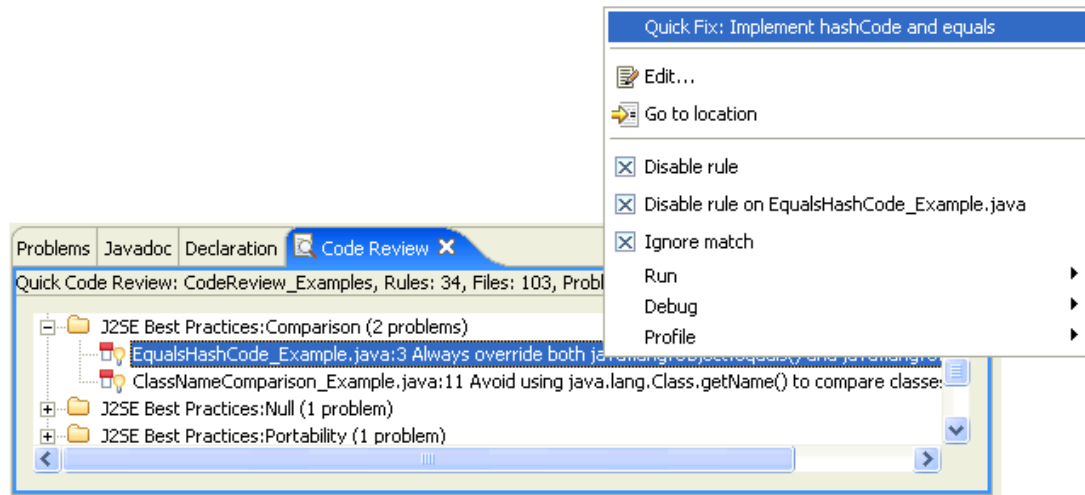 Quick Fix: Implement hashCode and equals
Edit...
Go to location
Disable rule
Disable rule on EqualsHashCode_Example.java
Ignore match
Run
Debug
Profile
Problems Javadoc Declaration Code Review
Quick Code Review: CodeReview_Examples, Rules: 34, Files: 103, Probl
J2SE Best Practices:Comparison (2 problems)
EqualsHashCode_Example.java:3 Always override both
ClassNameComparison_Example.java:11 Avoid using java.lang.Class.getName() to compare classes
J2SE Best Practices:Null (1 problem)
J2SE Best Practices:Portability (1 problem)